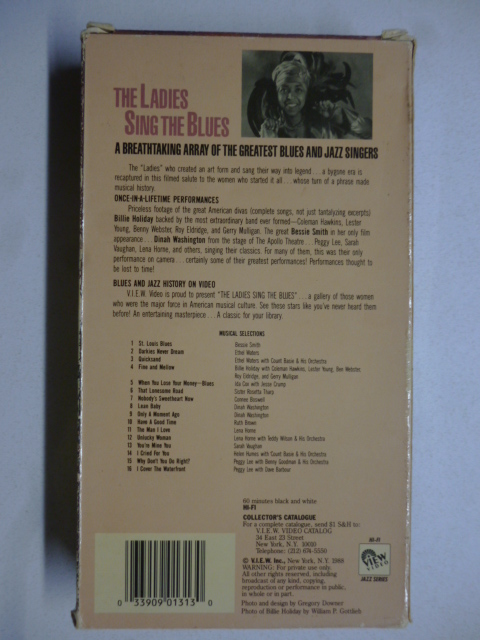 THE LADIES
SING THE BLUES
A BREATHTAKING ARRAY OF THE GREATEST BLUES AND JAZZ SINGERS
The "Ladies" who created an art form and sang their way into legend . . . a bygone era is
recaptured in this filmed salute to the women who started it all . . . whose turn of a phrase made
musical history.
ONCE-IN-A-LIFETIME PERFORMANCES
Priceless footage of the great American divas (complete songs, not just tantalyzing excerpts)
Billie Holiday backed by the most extraordinary band ever formed—Coleman Hawkins, Lester
Young, Benny Webster, Roy Eldridge, and Gerry Mulligan. The great Bessie Smith in her only film
appearance . . . Dinah Washington from the stage of The Apollo Theatre . . . Peggy Lee, Sarah
Vaughan, Lena Horne, and others, singing their classics. For many of them, this was their only
performance on camera . . . certainly some of their greatest performances! Performances thought to
be lost to time!
BLUES AND JAZZ HISTORY ON VIDEO
V.I.E.W. Video is proud to present "THE LADIES SING THE BLUES" . . . a gallery of those women
who were the major force in American musical culture. See these stars like you've never heard them
before! An entertaining masterpiece . . . A classic for your library.
MUSICAL SELECTIONS
1 St. Louis Blues Bessie Smith
2 Darkies Never Dream Ethel Waters
3 Quicksand Ethel Waters with Count Basie & His Orchestra
4 Fine and Mellow Billie Holiday with Coleman Hawkins, Lester Young, Ben Webster,
Roy Eldridge, and Gerry Mulligan
5 When You Lose Your Money—Blues Ida Cox with Jesse Crump
6 That Lonesome Road Sister Rosetta Tharpe
7 Nobody's Sweetheart Now Connee Boswell
8 Lean Baby Dinah Washington
9 Only A Moment Ago Dinah Washington
10 Have A Good Time Ruth Brown
11 The Man I Love Lena Horne
12 Unlucky Woman Lena Horne with Teddy Wilson & His Orchestra
13 You're Mine You Sarah Vaughan
14 I Cried For You Helen Humes with Count Basie & His Orchestra
15 Why Don't You Do Right? Peggy Lee with Benny Goodman & His Orchestra
16 I Cover The Waterfront Peggy Lee with Dave Barbour
60 minutes black and white
HI-FI
COLLECTOR'S CATALOGUE
For a complete catalogue, send $1 S&H to:
V.I.E.W. VIDEO CATALOG
34 East 23 Street
New York, N.Y. 10010
Telephone: (212) 674-5550
© V.I.E.W. Inc., New York, N.Y. 1988
WARNING: For private use only.
All other rights reserved, including
broadcast of any kind, copying,
reproduction or performance in public,
in whole or in part.
Photo and design by Gregory Downer
Photo of Billie Holiday by William P. Gottlieb
HI-FI
VIEW
VIDEO
JAZZ SERIES
0 33909 01313 0